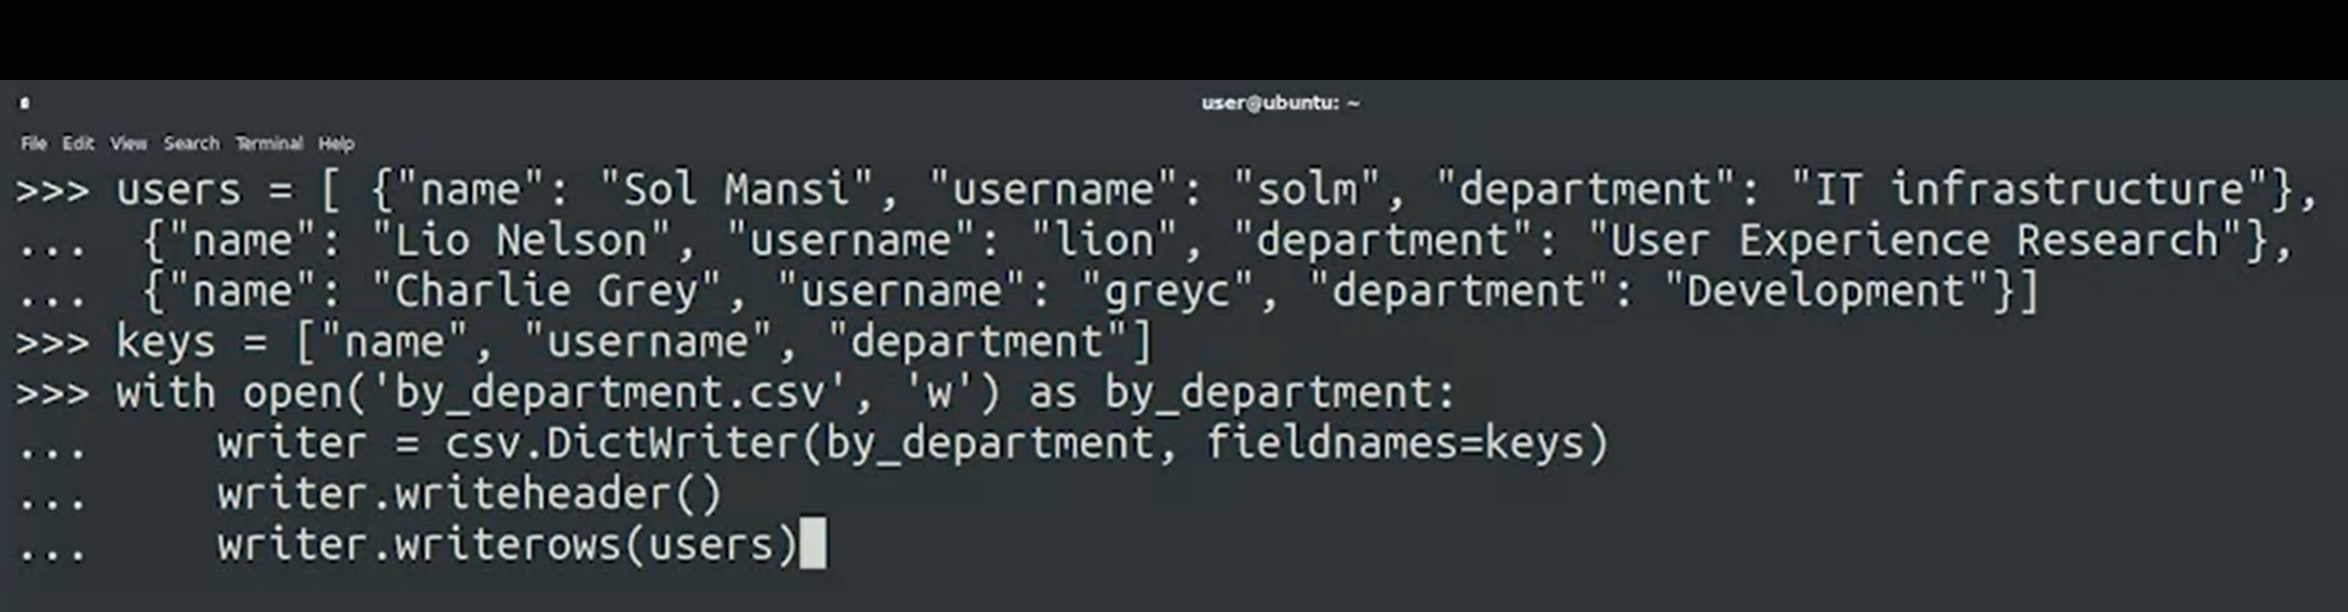 user@ubuntu: ~
File Edit View Search Terminal Help
>>> users = [ {"name": "Sol Mansi", "username": "solm", "department": "IT infrastructure"},
...  {"name": "Lio Nelson", "username": "lion", "department": "User Experience Research"},
...  {"name": "Charlie Grey", "username": "greyc", "department": "Development"}]
>>> keys = ["name", "username", "department"]
>>> with open('by_department.csv', 'w') as by_department:
...     writer = csv.DictWriter(by_department, fieldnames=keys)
...     writer.writeheader()
...     writer.writerows(users)